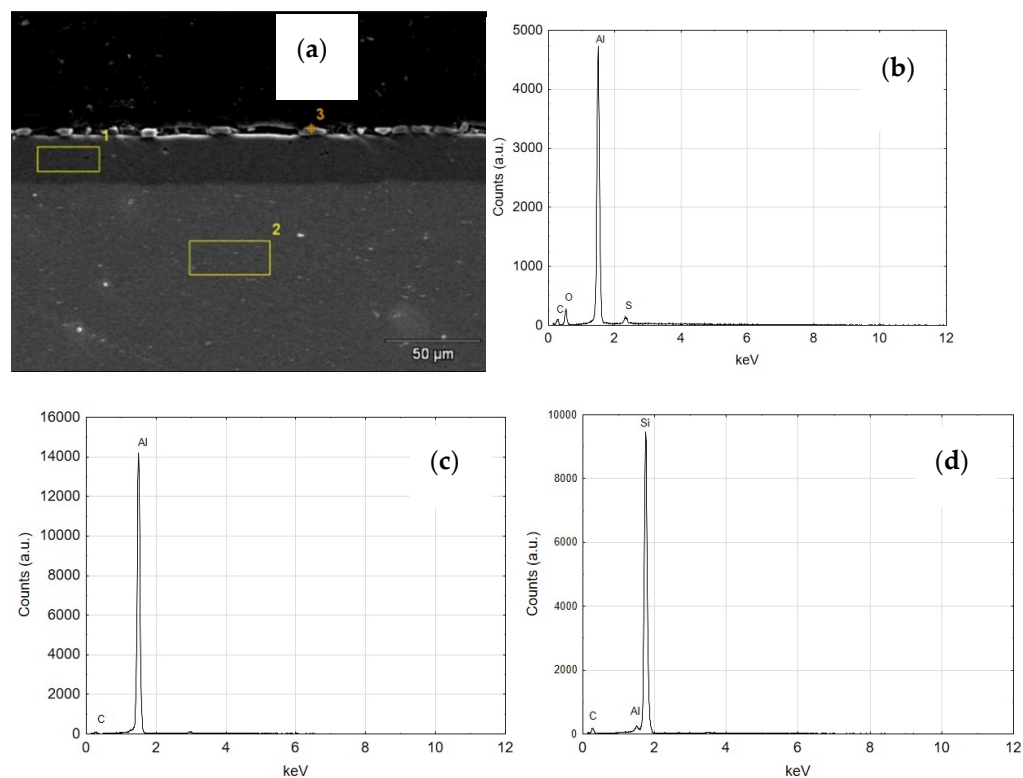 (a)
3
1
2
50 µm
(b)
Al
O
C
S
5000
4000
3000
2000
1000
0
0 2 4 6 8 10 12
Counts (a.u.)
keV
(c)
Al
C
16000
14000
12000
10000
8000
6000
4000
2000
0
0 2 4 6 8 10 12
Counts (a.u.)
keV
(d)
Si
Al
C
10000
8000
6000
4000
2000
0
0 2 4 6 8 10 12
Counts (a.u.)
keV